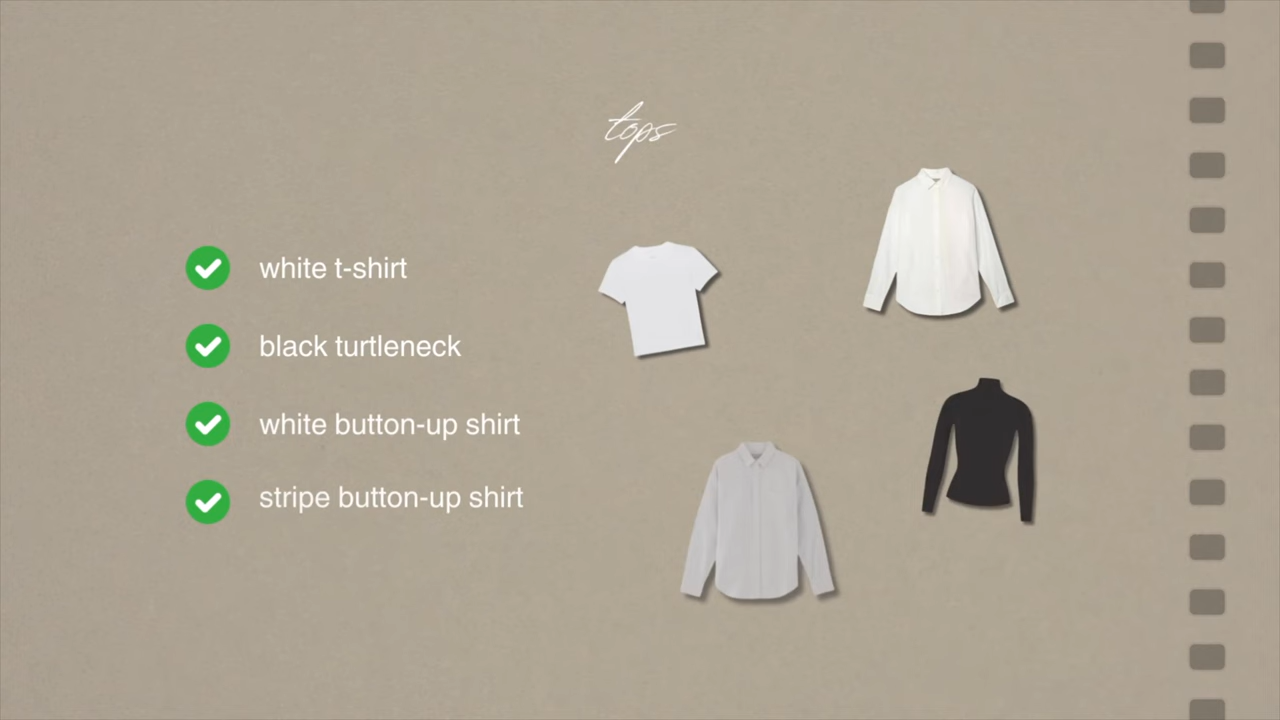 tops
white t-shirt
black turtleneck
white button-up shirt
stripe button-up shirt